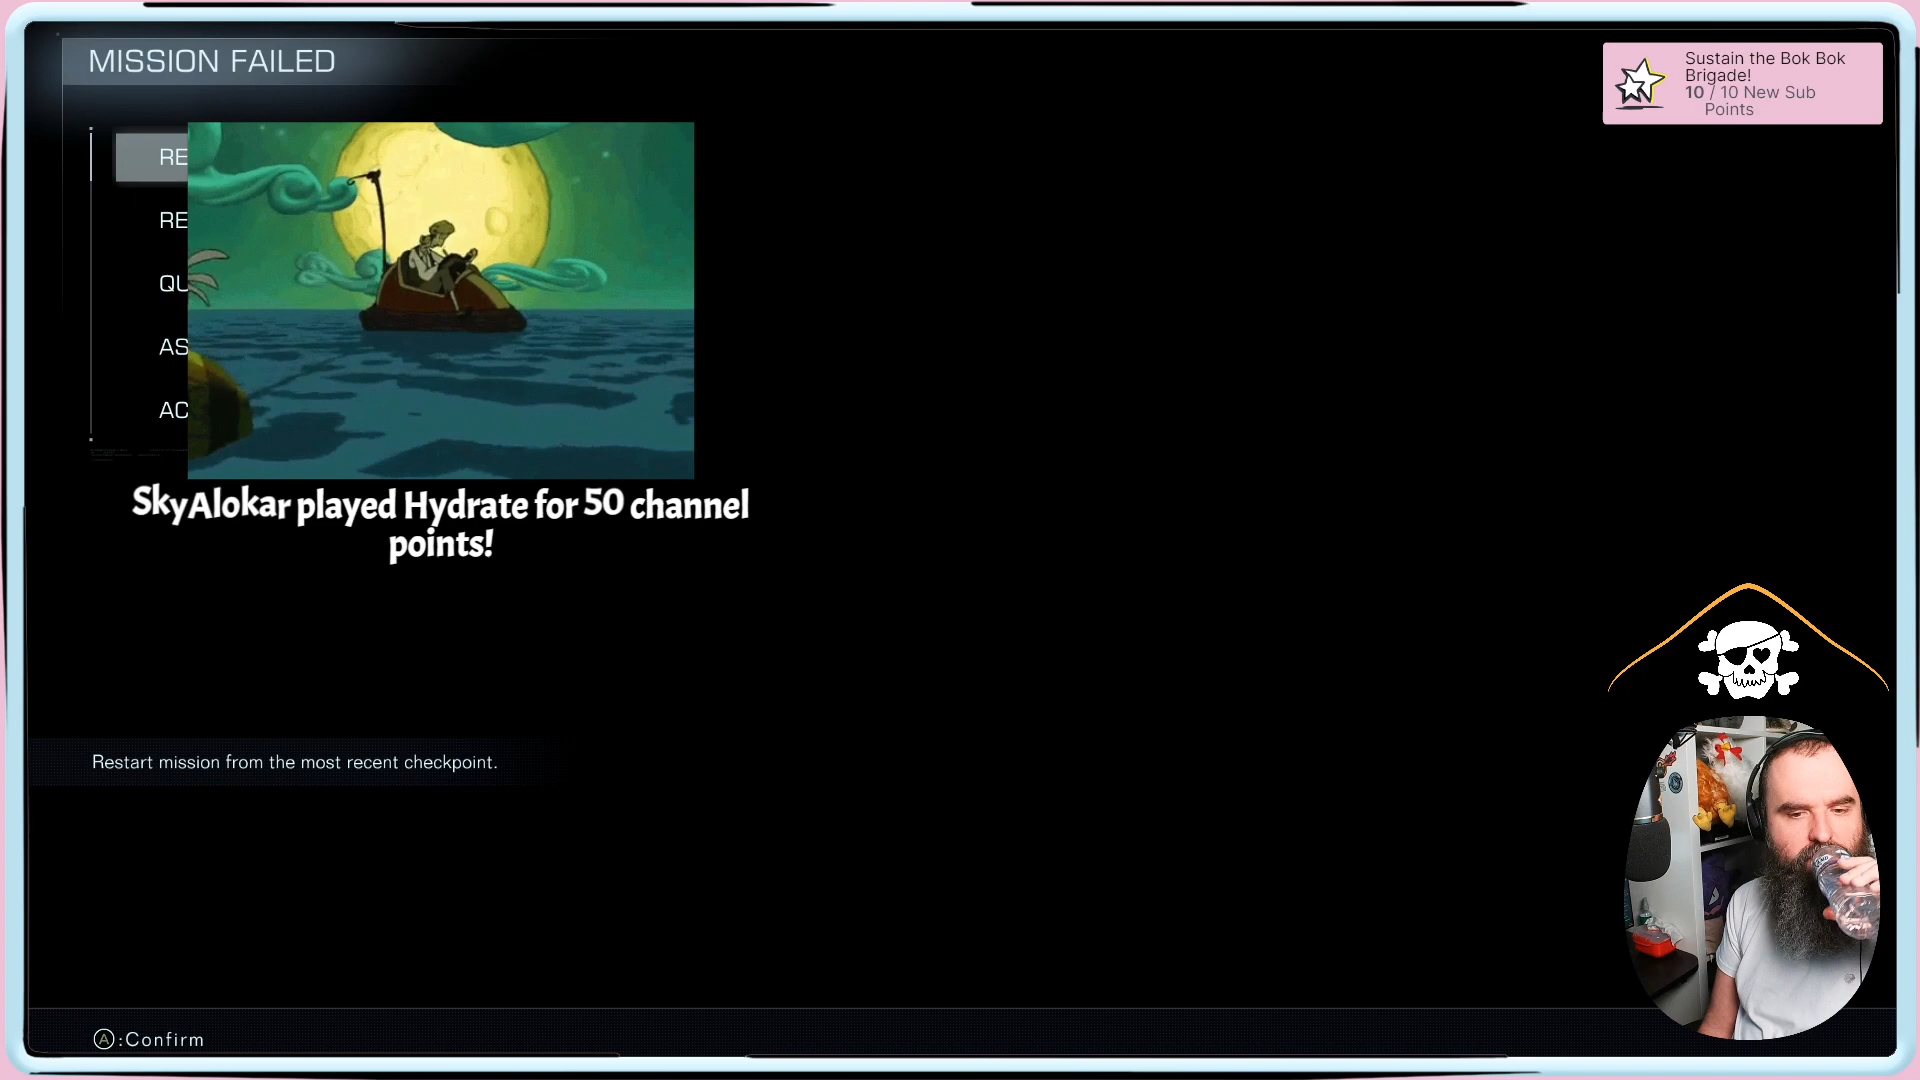 MISSION FAILED
Sustain the Bok Bok
Brigade!
10 / 10 New Sub
Points
RE
RE
QU
AS
AC
SkyAlokar played Hydrate for 50 channel
points!
Restart mission from the most recent checkpoint.
A:Confirm